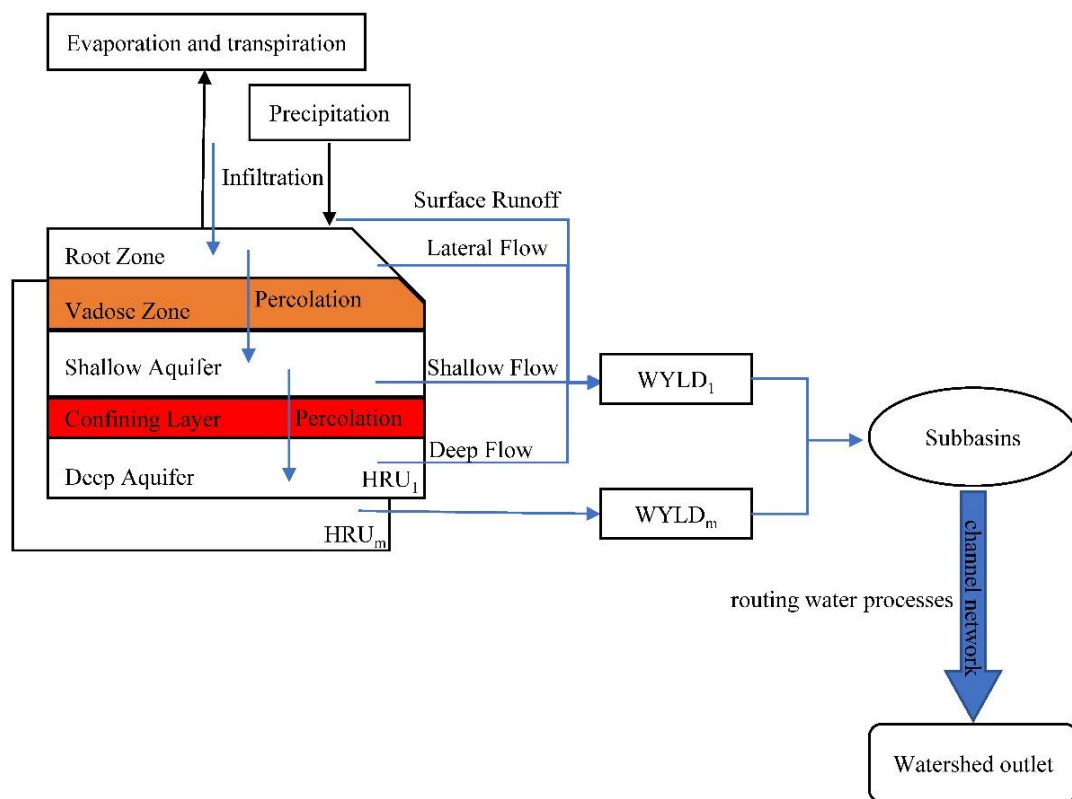 Evaporation and transpiration
Precipitation
Infiltration
Surface Runoff
Root Zone
Lateral Flow
Vadose Zone
Percolation
Shallow Aquifer
Shallow Flow
WYLD₁
Confining Layer
Percolation
Subbasins
Deep Aquifer
Deep Flow
HRU₁
WYLDₘ
HRUₘ
channel network
routing water processes
Watershed outlet